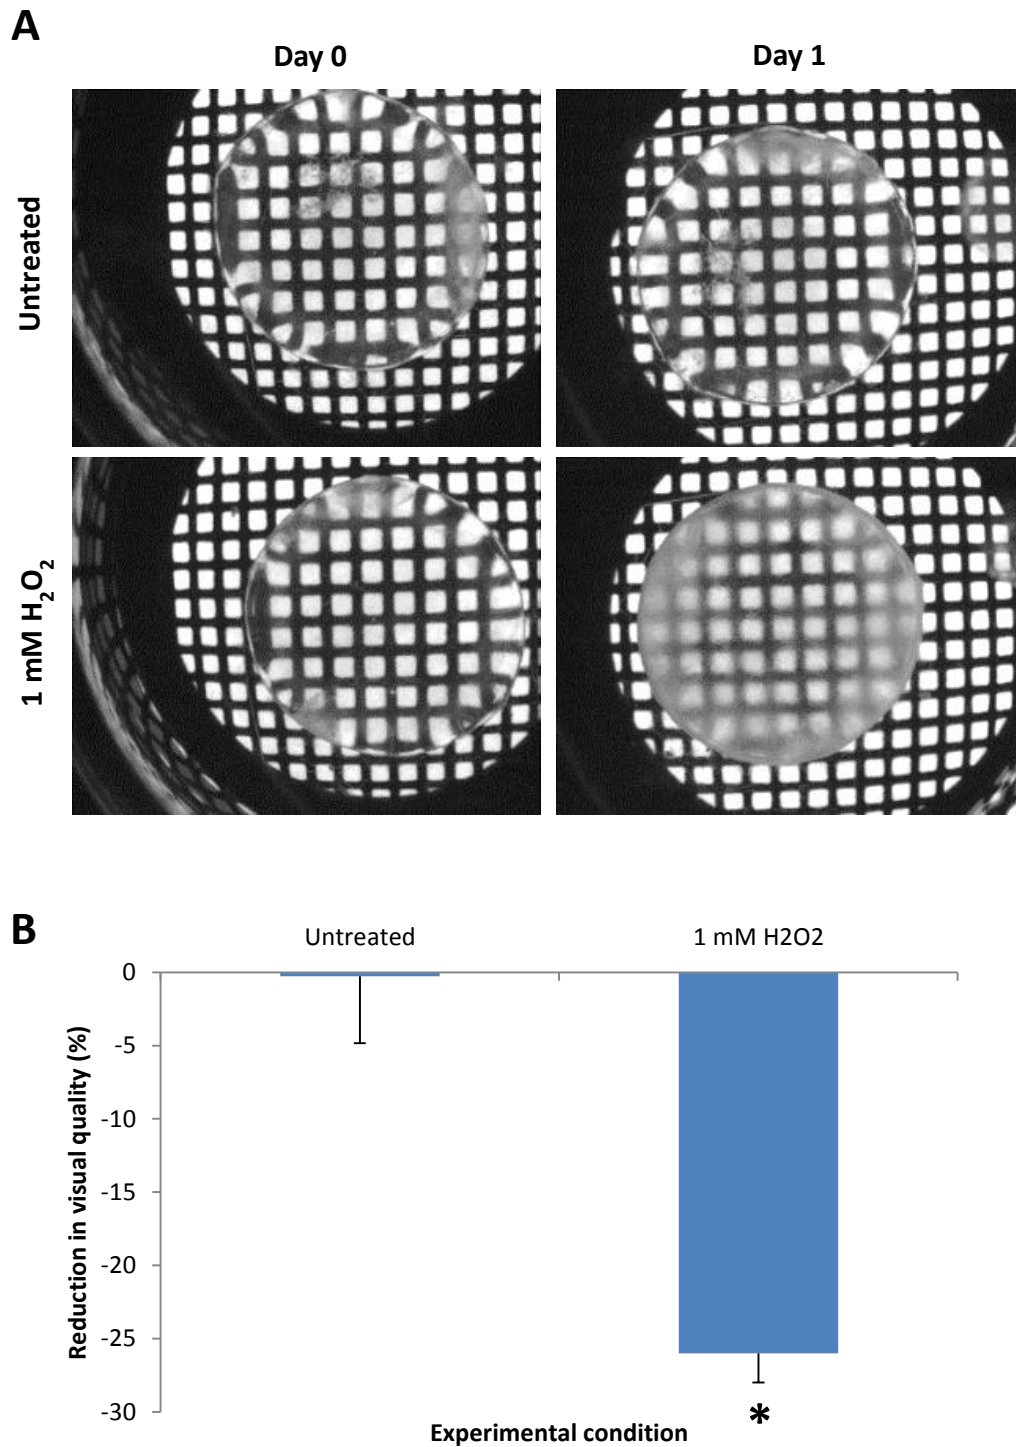 A
Day 0
Day 1
Untreated
1 mM H₂O₂
B
Untreated
1 mM H2O2
0
-5
-10
-15
-20
-25
-30
Reduction in visual quality (%)
*
Experimental condition